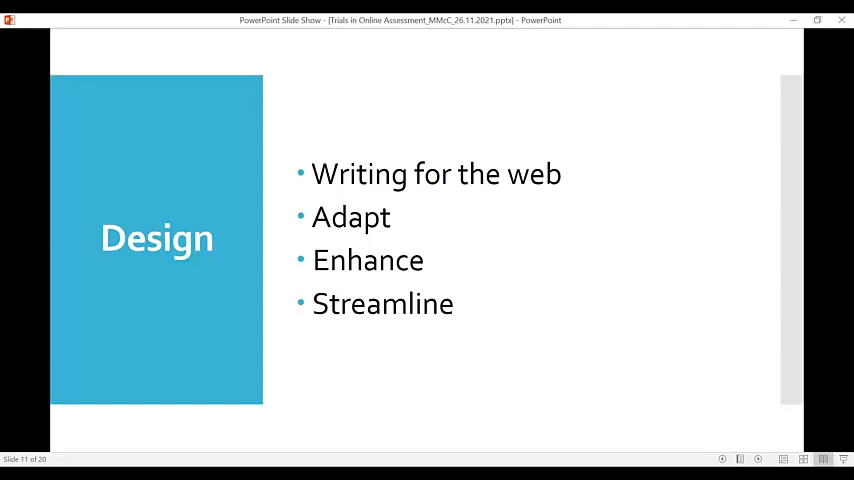 PowerPoint Slide Show - [Trials in Online Assessment_MMcC_26.11.2021.pptx] - PowerPoint
Design
• Writing for the web
• Adapt
• Enhance
• Streamline
Slide 11 of 20